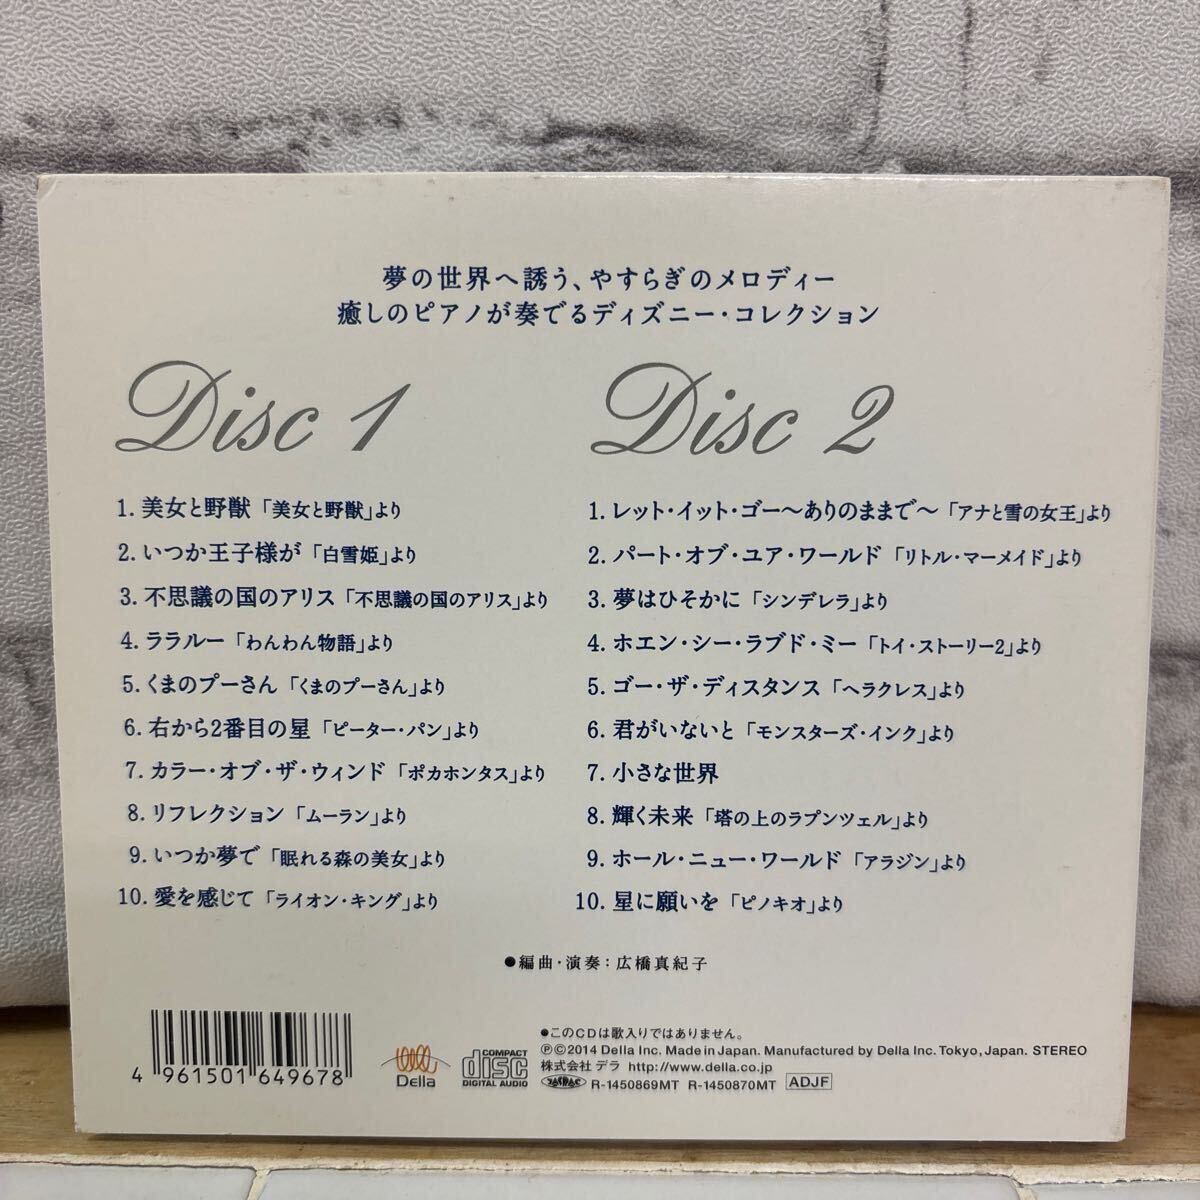 夢の世界へ誘う、やすらぎのメロディー
癒しのピアノが奏でるディズニー・コレクション
Disc 1
1. 美女と野獣「美女と野獣」より
2. いつか王子様が「白雪姫」より
3. 不思議の国のアリス「不思議の国のアリス」より
4. ララルー「わんわん物語」より
5. くまのプーさん「くまのプーさん」より
6. 右から2番目の星「ピーター・パン」より
7. カラー・オブ・ザ・ウィンド「ポカホンタス」より
8. リフレクション「ムーラン」より
9. いつか夢で「眠れる森の美女」より
10. 愛を感じて「ライオン・キング」より
Disc 2
1. レット・イット・ゴー〜ありのままで〜「アナと雪の女王」より
2. パート・オブ・ユア・ワールド「リトル・マーメイド」より
3. 夢はひそかに「シンデレラ」より
4. ホエン・シー・ラブド・ミー「トイ・ストーリー2」より
5. ゴー・ザ・ディスタンス「ヘラクレス」より
6. 君がいないと「モンスターズ・インク」より
7. 小さな世界
8. 輝く未来「塔の上のラプンツェル」より
9. ホール・ニュー・ワールド「アラジン」より
10. 星に願いを「ピノキオ」より
●編曲・演奏：広橋真紀子
4 961501 649678
Della
COMPACT
disc
DIGITAL AUDIO
●このCDは歌入りではありません。
Ⓟ©2014 Della Inc. Made in Japan. Manufactured by Della Inc. Tokyo, Japan. STEREO
株式会社 デラ http://www.della.co.jp
JASRAC R-1450869MT R-1450870MT ADJF